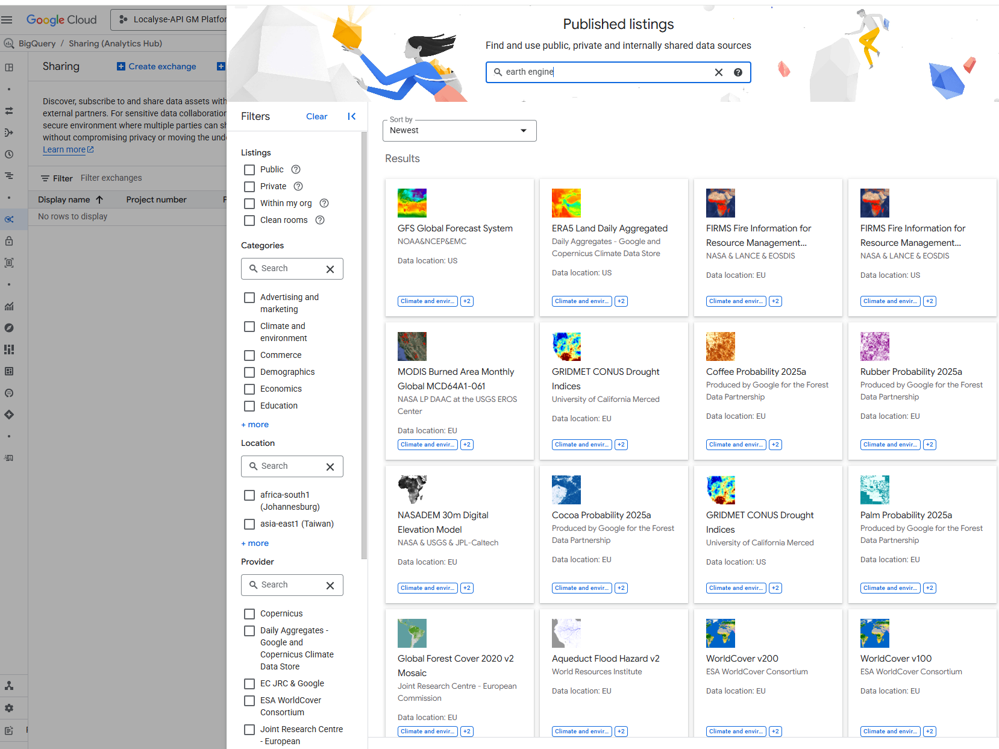 Google Cloud
Localyse-API GM Platfor
BigQuery / Sharing (Analytics Hub)
Sharing
Create exchange
Discover, subscribe to and share data assets with
external partners. For sensitive data collaboration
secure environment where multiple parties can sh
without compromising privacy or moving the und
Learn more
Filter Filter exchanges
Display name Project number P
No rows to display
Published listings
Find and use public, private and internally shared data sources
earth engine
Filters Clear
Listings
Public
Private
Within my org
Clean rooms
Categories
Search
Advertising and
marketing
Climate and
environment
Commerce
Demographics
Economics
Education
+ more
Location
Search
africa-south1
(Johannesburg)
asia-east1 (Taiwan)
+ more
Provider
Search
Copernicus
Daily Aggregates -
Google and
Copernicus Climate
Data Store
EC JRC & Google
ESA WorldCover
Consortium
Joint Research Centre
- European
Sort by
Newest
Results
GFS Global Forecast System
NOAA&NCEP&EMC
Data location: US
Climate and envir... +2
ERA5 Land Daily Aggregated
Daily Aggregates - Google and
Copernicus Climate Data Store
Data location: US
Climate and envir... +2
FIRMS Fire Information for
Resource Management...
NASA & LANCE & EOSDIS
Data location: EU
Climate and envir... +2
FIRMS Fire Information for
Resource Management...
NASA & LANCE & EOSDIS
Data location: US
Climate and envir... +2
MODIS Burned Area Monthly
Global MCD64A1-061
NASA LP DAAC at the USGS EROS
Center
Data location: EU
Climate and envir... +2
GRIDMET CONUS Drought
Indices
University of California Merced
Data location: EU
Climate and envir... +2
Coffee Probability 2025a
Produced by Google for the Forest
Data Partnership
Data location: EU
Climate and envir... +2
Rubber Probability 2025a
Produced by Google for the Forest
Data Partnership
Data location: EU
Climate and envir... +2
NASADEM 30m Digital
Elevation Model
NASA & USGS & JPL-Caltech
Data location: EU
Climate and envir... +2
Cocoa Probability 2025a
Produced by Google for the Forest
Data Partnership
Data location: EU
Climate and envir... +2
GRIDMET CONUS Drought
Indices
University of California Merced
Data location: US
Climate and envir... +2
Palm Probability 2025a
Produced by Google for the Forest
Data Partnership
Data location: EU
Climate and envir... +2
Global Forest Cover 2020 v2
Mosaic
Joint Research Centre - European
Commission
Data location: EU
Climate and envir... +2
Aqueduct Flood Hazard v2
World Resources Institute
Data location: EU
Climate and envir... +2
WorldCover v200
ESA WorldCover Consortium
Data location: EU
Climate and envir... +2
WorldCover v100
ESA WorldCover Consortium
Data location: EU
Climate and envir... +2